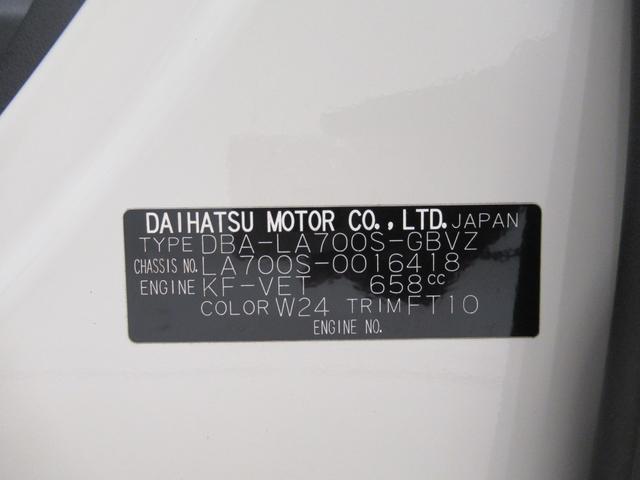 DAIHATSU MOTOR CO., LTD. JAPAN
TYPE DBA-LA700S-GBVZ
CHASSIS NO. LA700S-0016418
ENGINE KF-VET 658cc
COLOR W24 TRIM FT10
ENGINE NO.